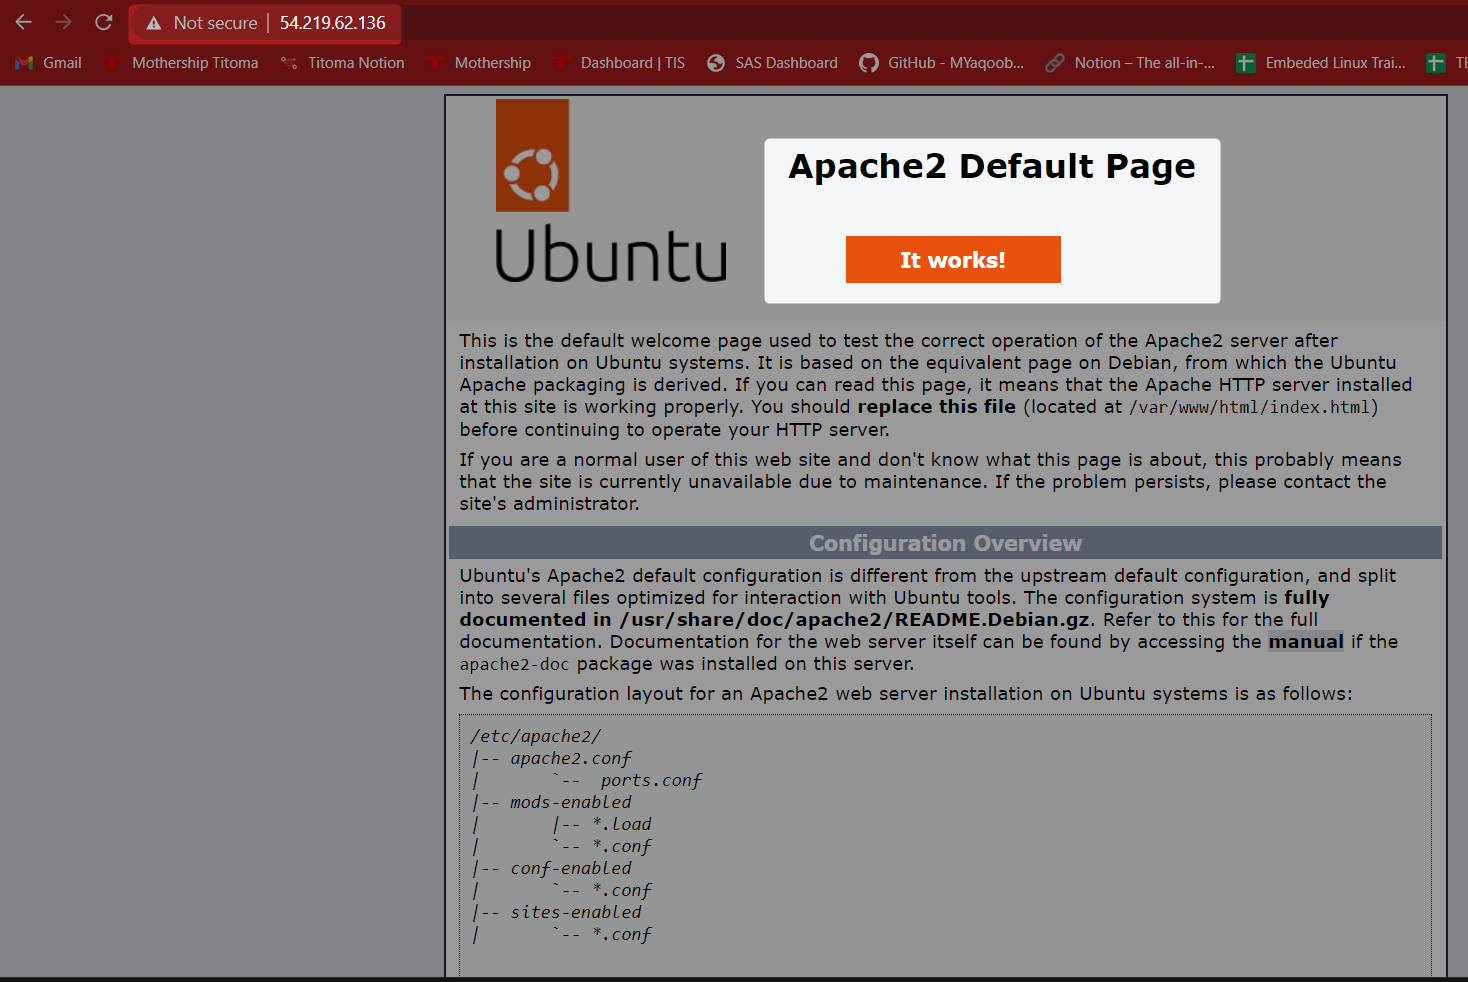 Not secure | 54.219.62.136
Gmail Mothership Titoma Titoma Notion Mothership Dashboard | TIS SAS Dashboard GitHub - MYaqoob... Notion – The all-in-... Embeded Linux Trai... TE
Ubuntu
Apache2 Default Page
It works!
This is the default welcome page used to test the correct operation of the Apache2 server after
installation on Ubuntu systems. It is based on the equivalent page on Debian, from which the Ubuntu
Apache packaging is derived. If you can read this page, it means that the Apache HTTP server installed
at this site is working properly. You should replace this file (located at /var/www/html/index.html)
before continuing to operate your HTTP server.
If you are a normal user of this web site and don't know what this page is about, this probably means
that the site is currently unavailable due to maintenance. If the problem persists, please contact the
site's administrator.
Configuration Overview
Ubuntu's Apache2 default configuration is different from the upstream default configuration, and split
into several files optimized for interaction with Ubuntu tools. The configuration system is fully
documented in /usr/share/doc/apache2/README.Debian.gz. Refer to this for the full
documentation. Documentation for the web server itself can be found by accessing the manual if the
apache2-doc package was installed on this server.
The configuration layout for an Apache2 web server installation on Ubuntu systems is as follows:
/etc/apache2/
|-- apache2.conf
|       `--  ports.conf
|-- mods-enabled
|       |-- *.load
|       `-- *.conf
|-- conf-enabled
|       `-- *.conf
|-- sites-enabled
|       `-- *.conf